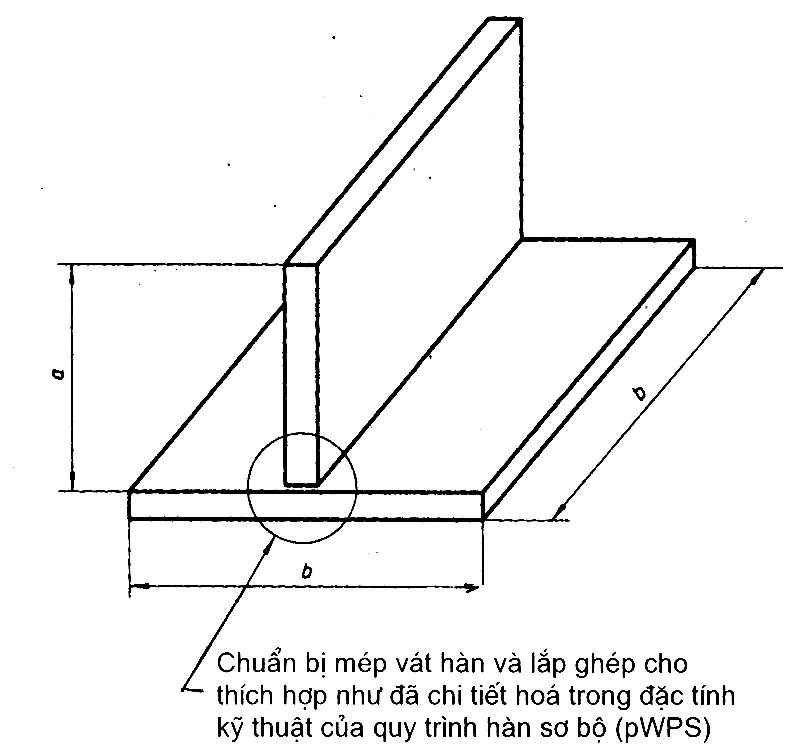 a
b
b
Chuẩn bị mép vát hàn và lắp ghép cho
thích hợp như đã chi tiết hoá trong đặc tính
kỹ thuật của quy trình hàn sơ bộ (pWPS)